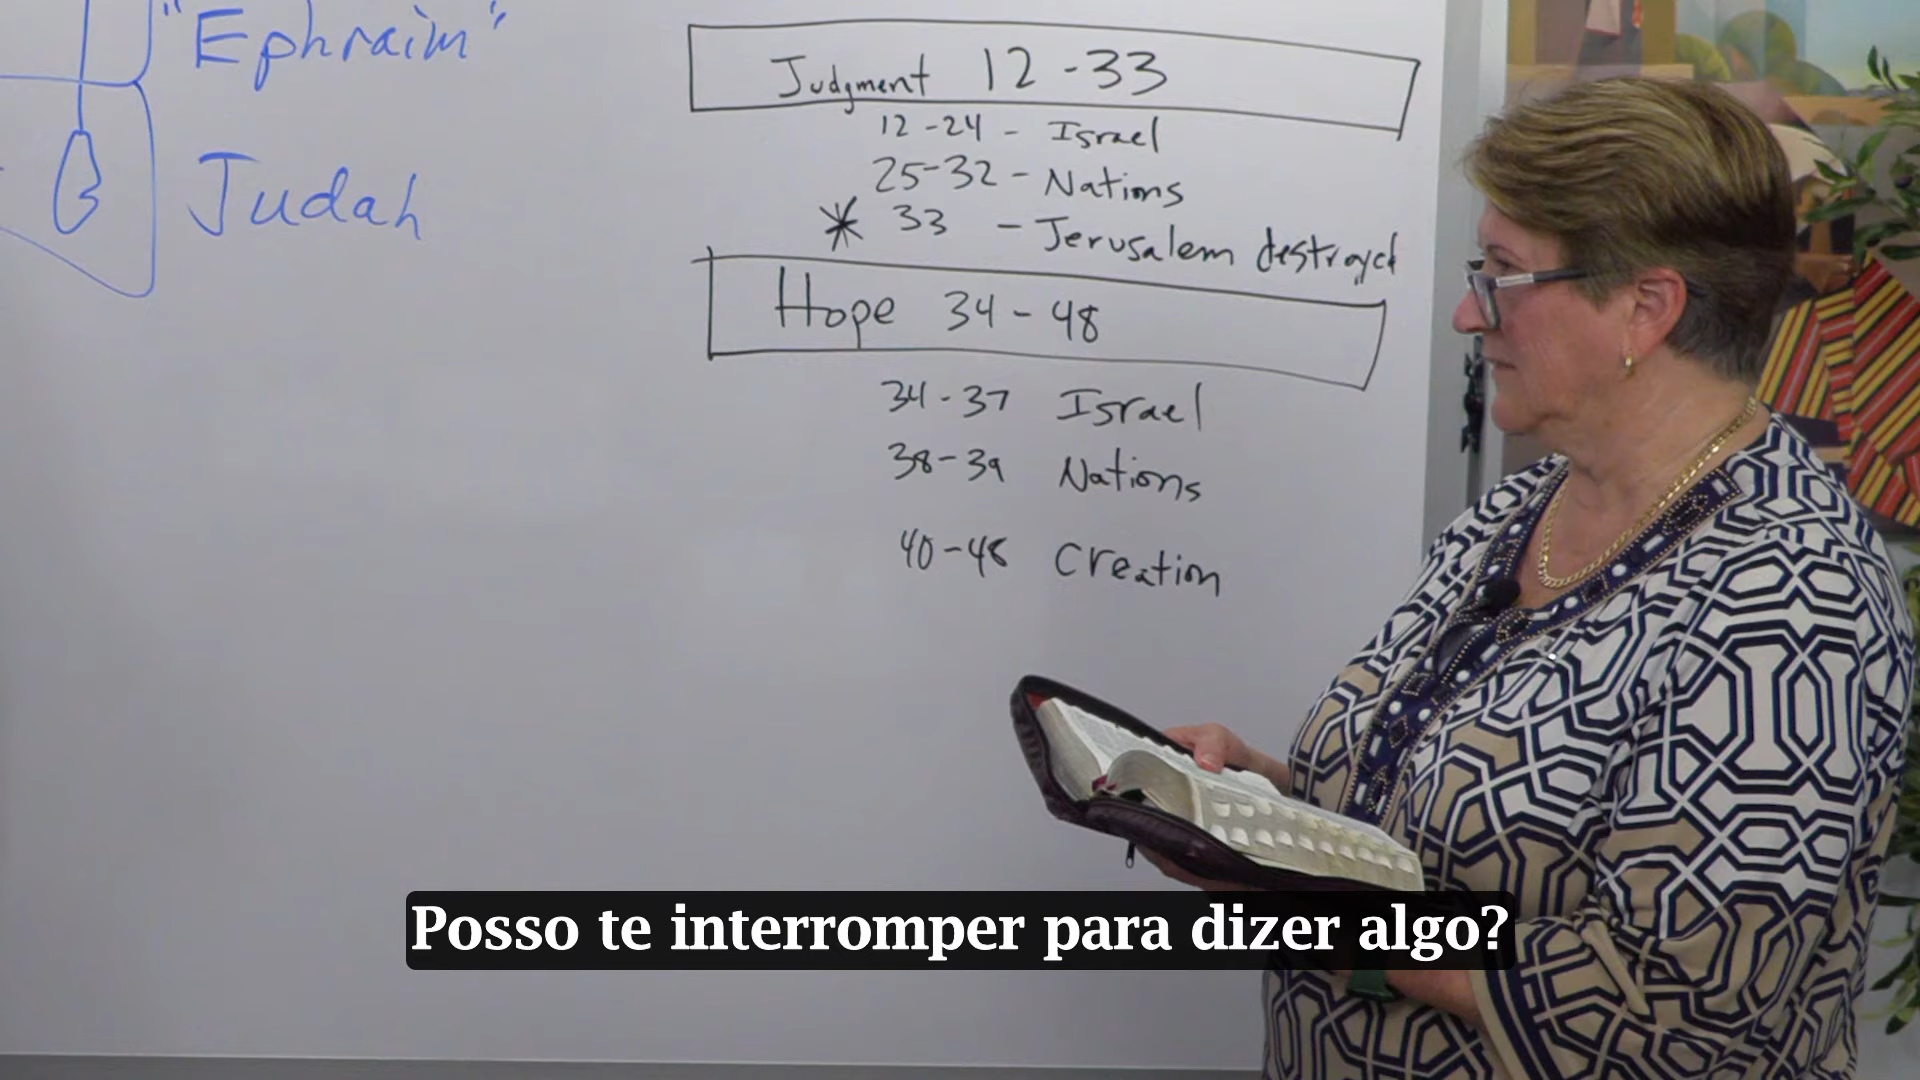 "Ephraim"
Judah
Judgment 12-33
12-24 - Israel
25-32 - Nations
* 33 - Jerusalem destroyed
Hope 34-48
34-37 Israel
38-39 Nations
40-48 Creation
Posso te interromper para dizer algo?